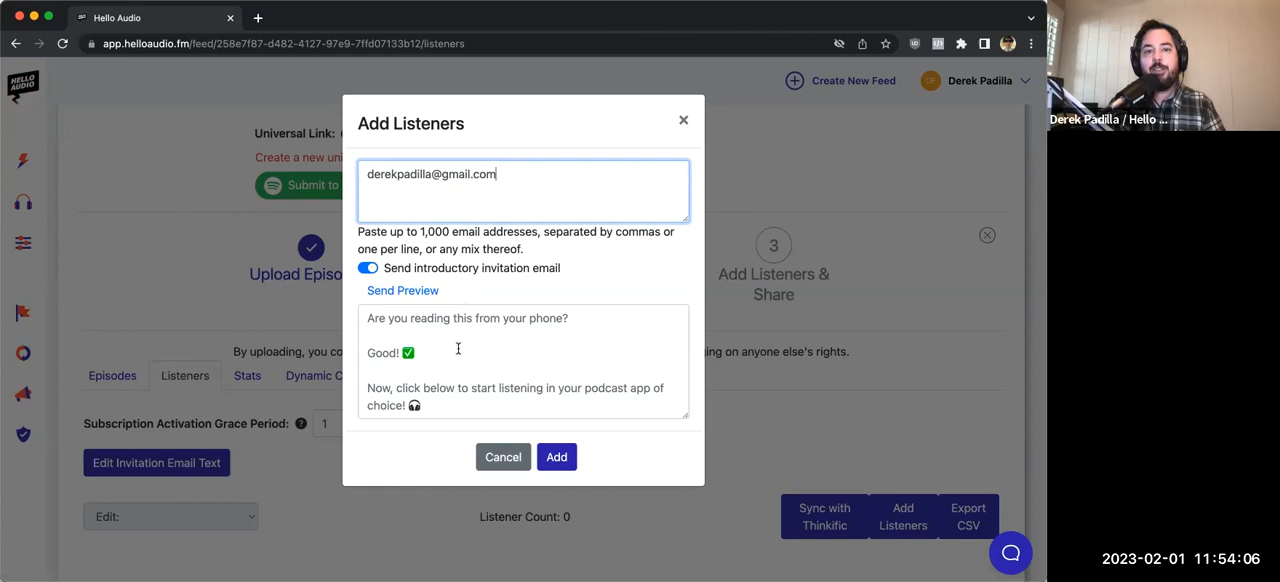 Hello Audio
app.helloaudio.fm/feed/258e7f87-d482-4127-97e9-7ffd07133b12/listeners
HELLO
AUDIO
Create New Feed
Derek Padilla
Derek Padilla / Hello ...
Universal Link:
Create a new uni
Submit to
Add Listeners
derekpadilla@gmail.com
Paste up to 1,000 email addresses, separated by commas or
one per line, or any mix thereof.
Send introductory invitation email
Send Preview
Are you reading this from your phone?
Good! ✅
Now, click below to start listening in your podcast app of
choice! 🎧
Cancel
Add
Upload Episo
3
Add Listeners &
Share
By uploading, you co
ing on anyone else's rights.
Episodes
Listeners
Stats
Dynamic C
Subscription Activation Grace Period:
1
Edit Invitation Email Text
Edit:
Listener Count: 0
Sync with
Thinkific
Add
Listeners
Export
CSV
2023-02-01 11:54:06